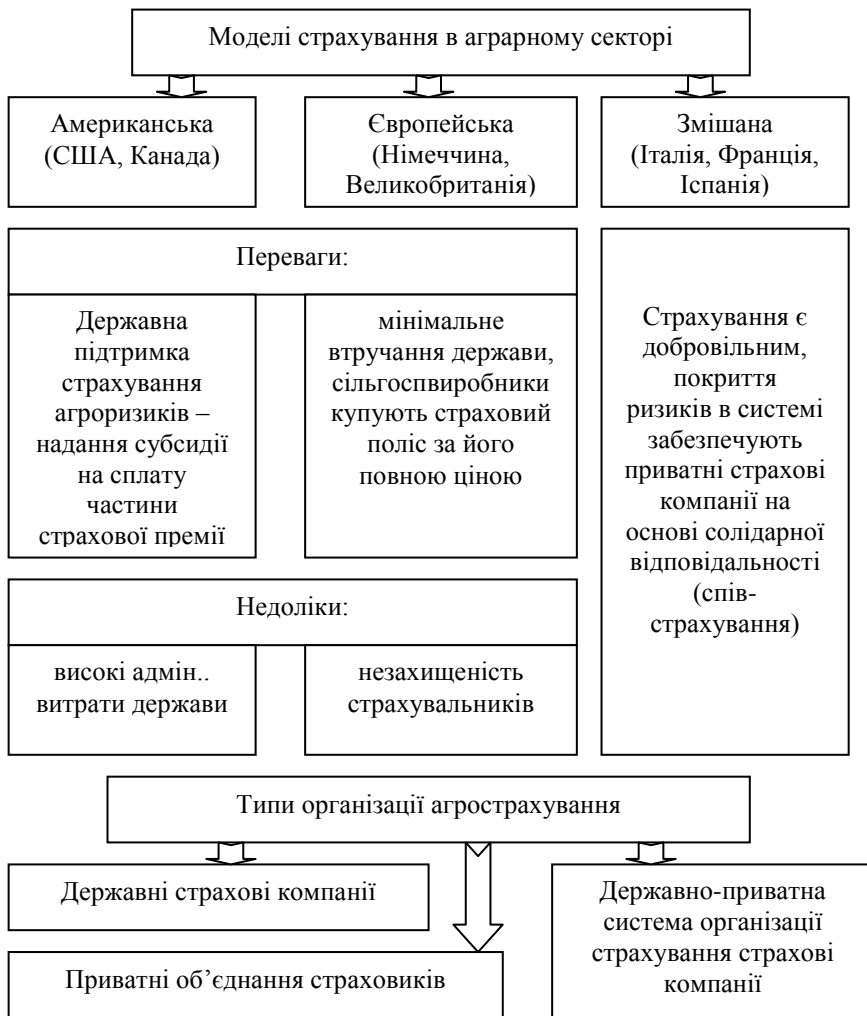 Моделі страхування в аграрному секторі
Американська
(США, Канада)
Європейська
(Німеччина,
Великобританія)
Змішана
(Італія, Франція,
Іспанія)
Переваги:
Державна
підтримка
страхування
агроризиків –
надання субсидії
на сплату
частини
страхової премії
мінімальне
втручання держави,
сільгоспвиробники
купують страховий
поліс за його
повною ціною
Страхування є
добровільним,
покриття
ризиків в системі
забезпечують
приватні страхові
компанії на
основі солідарної
відповідальності
(спів-
страхування)
Недоліки:
високі адмін..
витрати держави
незахищеність
страхувальників
Типи організації агрострахування
Державні страхові компанії
Приватні об’єднання страховиків
Державно-приватна
система організації
страхування страхові
компанії